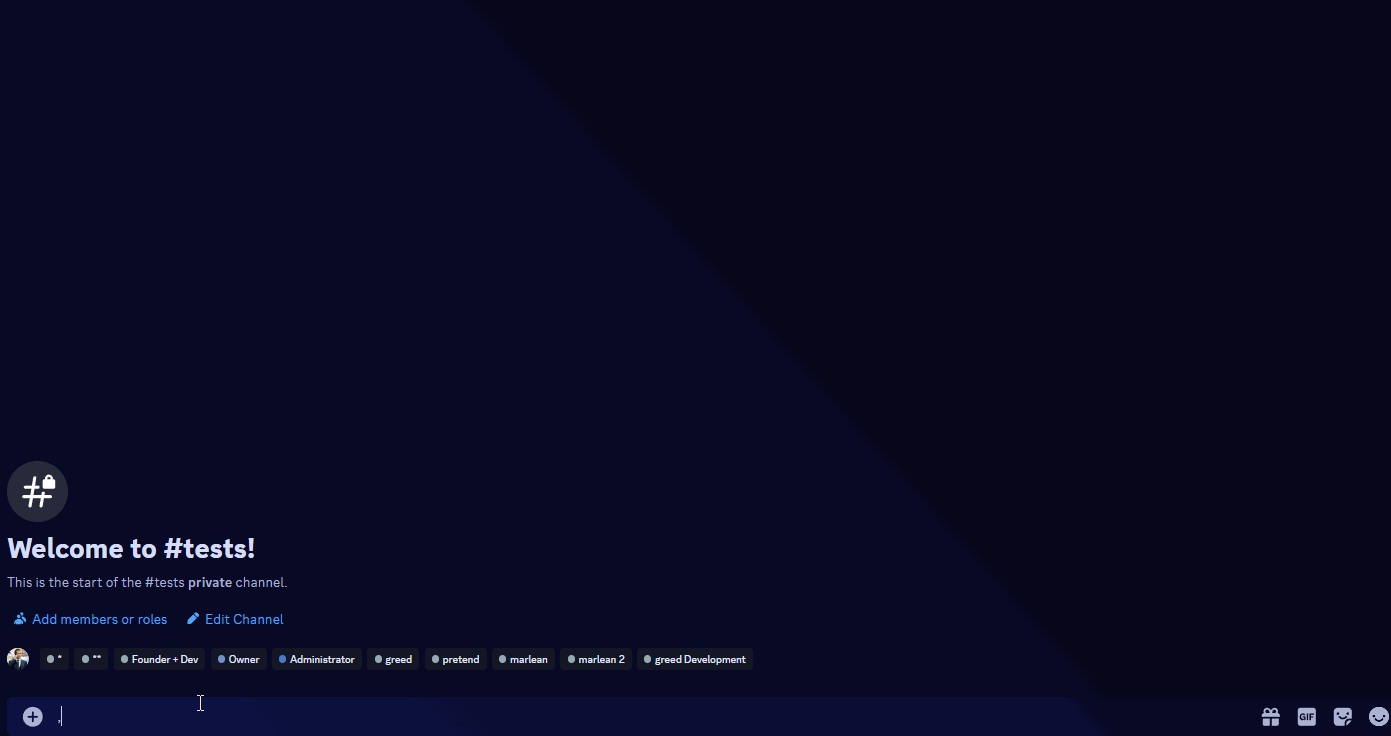 Welcome to #tests!
This is the start of the #tests private channel.
Add members or roles Edit Channel
* ** Founder + Dev Owner Administrator greed pretend marlean marlean 2 greed Development
, GIF